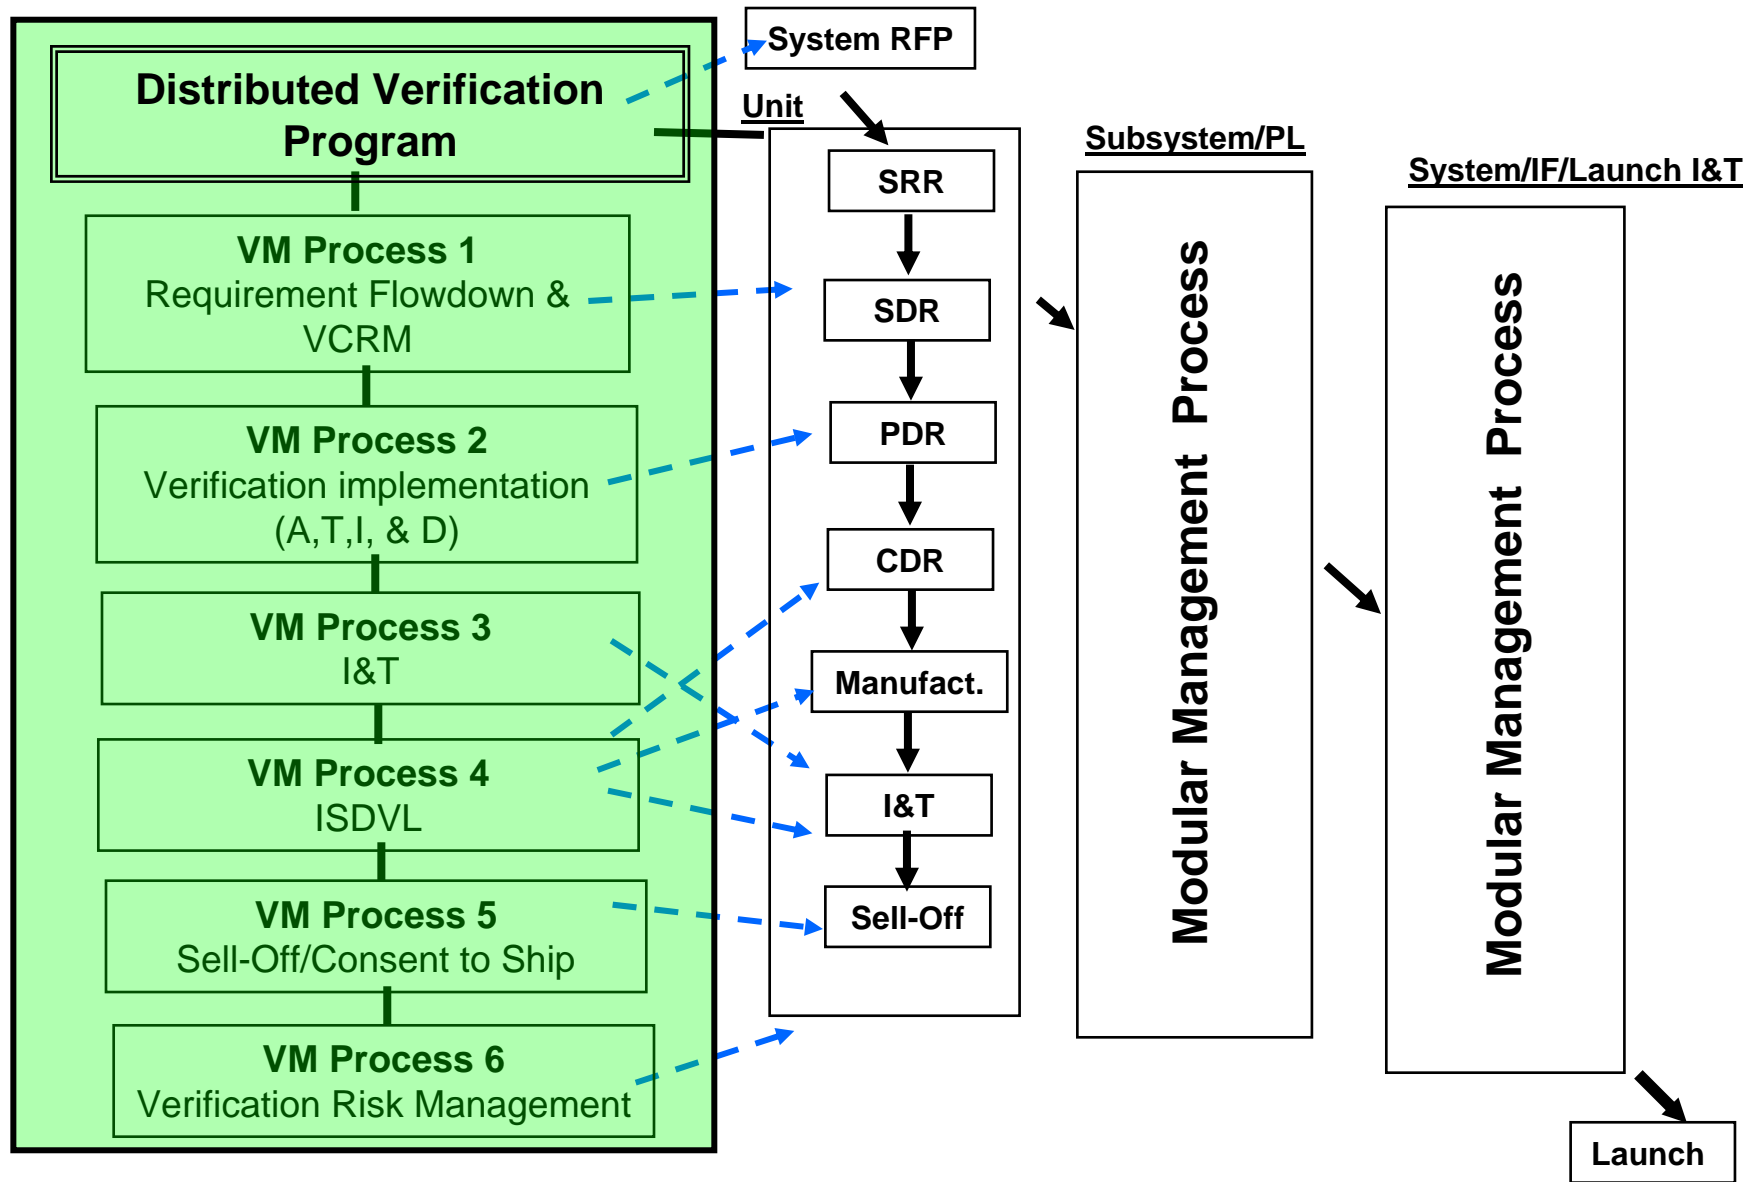 Distributed Verification
Program
VM Process 1
Requirement Flowdown &
VCRM
VM Process 2
Verification implementation
(A,T,I, & D)
VM Process 3
I&T
VM Process 4
ISDVL
VM Process 5
Sell-Off/Consent to Ship
VM Process 6
Verification Risk Management
System RFP
Unit
SRR
SDR
PDR
CDR
Manufact.
I&T
Sell-Off
Subsystem/PL
Modular Management Process
System/IF/Launch I&T
Modular Management Process
Launch